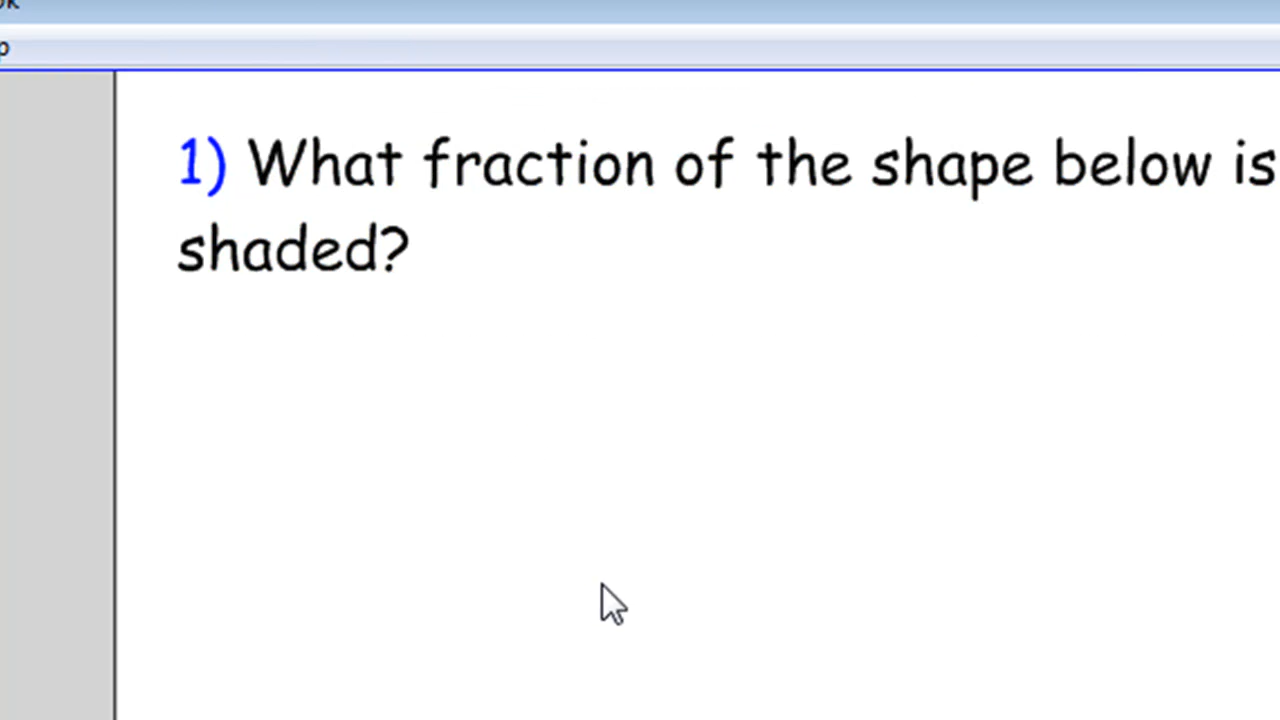 1) What fraction of the shape below is
shaded?